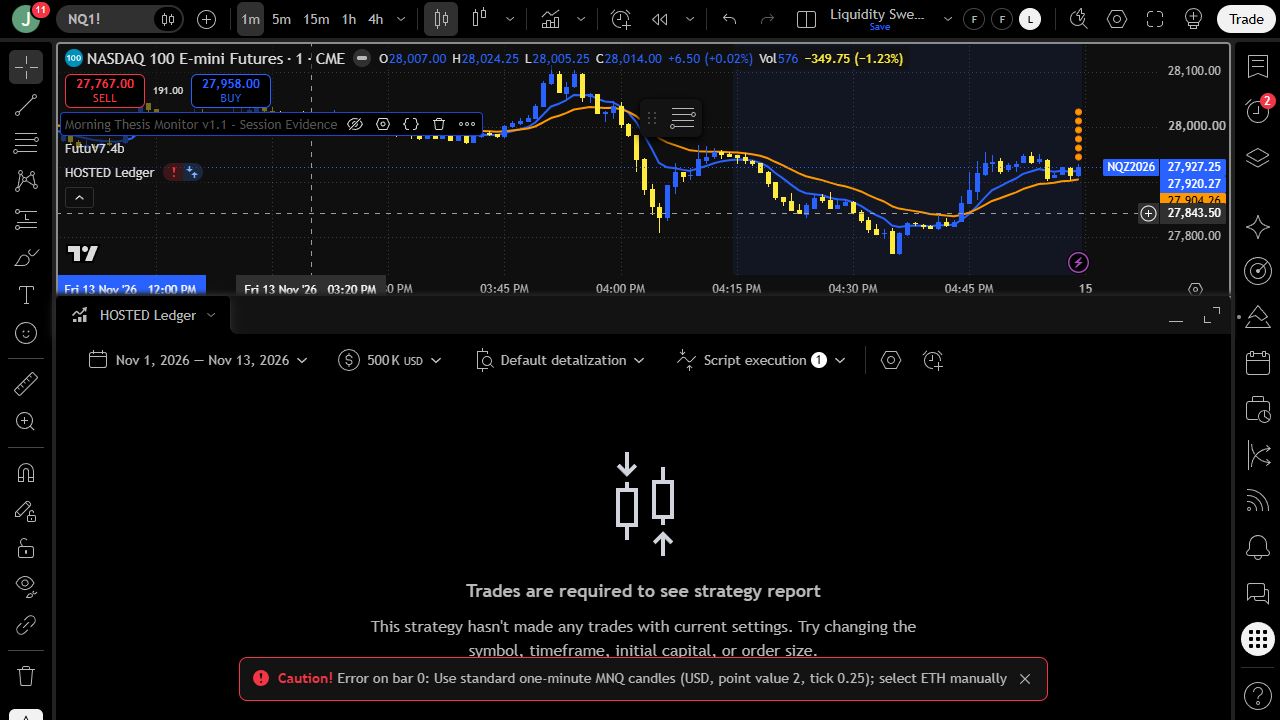 J
11
NQ1!
1m 5m 15m 1h 4h
Liquidity Swe...
Save
F F L
Trade
100 NASDAQ 100 E-mini Futures · 1 · CME O28,007.00 H28,024.25 L28,005.25 C28,014.00 +6.50 (+0.02%) Vol576 −349.75 (−1.23%)
27,767.00
SELL
191.00
27,958.00
BUY
Morning Thesis Monitor v1.1 - Session Evidence
FutuV7.4b
HOSTED Ledger
28,100.00
28,000.00
NQZ2026 27,927.25
27,920.27
27,904.26
27,843.50
27,800.00
2
Fri 13 Nov '26 12:00 PM
Fri 13 Nov '26 03:20 PM
03:45 PM
04:00 PM
04:15 PM
04:30 PM
04:45 PM
15
HOSTED Ledger
Nov 1, 2026 — Nov 13, 2026
500 K USD
Default detalization
Script execution 1
Trades are required to see strategy report
This strategy hasn't made any trades with current settings. Try changing the
symbol, timeframe, initial capital, or order size.
Caution! Error on bar 0: Use standard one-minute MNQ candles (USD, point value 2, tick 0.25); select ETH manually